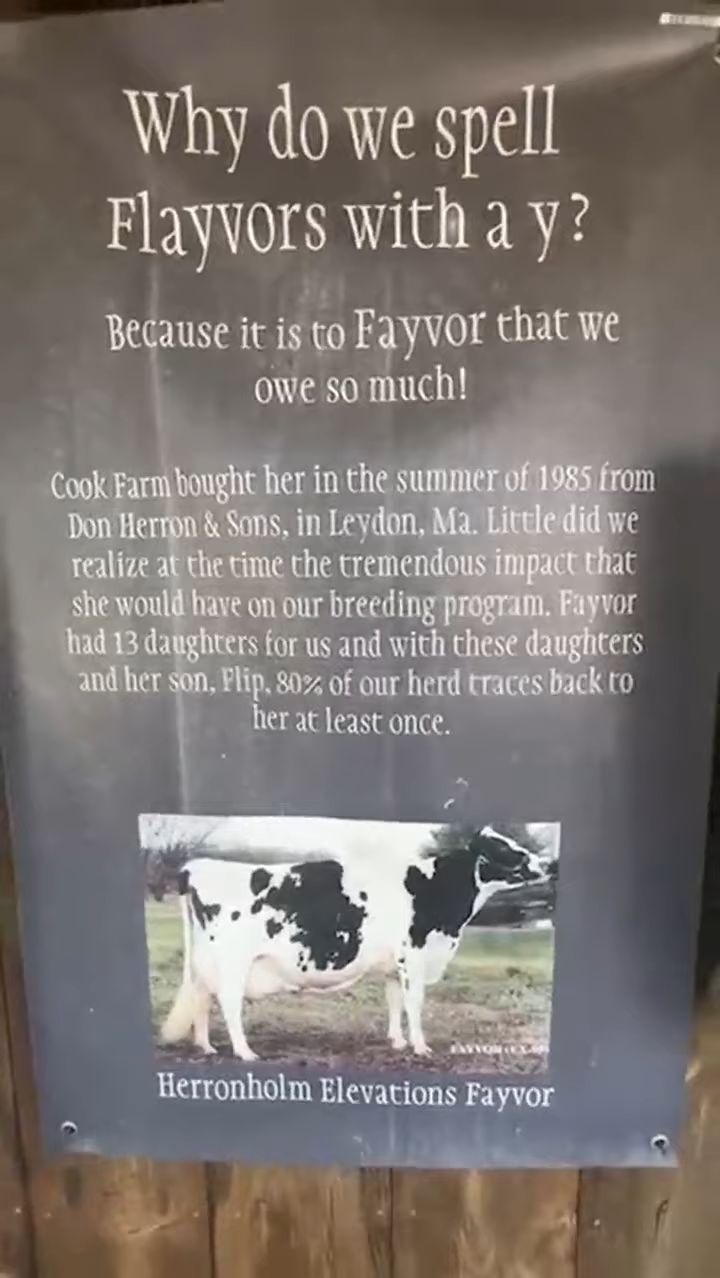 Why do we spell
Flayvors with a y?
Because it is to Fayvor that we
owe so much!
Cook Farm bought her in the summer of 1985 from
Don Herron & Sons, in Leydon, Ma. Little did we
realize at the time the tremendous impact that
she would have on our breeding program. Fayvor
had 13 daughters for us and with these daughters
and her son, Flip, 80% of our herd traces back to
her at least once.
FAYVOR
Herronholm Elevations Fayvor